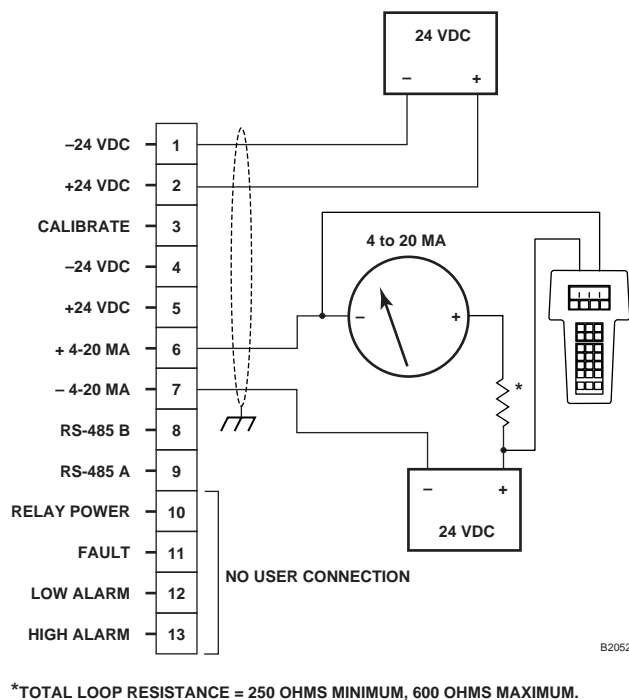 24 VDC
– +
–24 VDC 1
+24 VDC 2
CALIBRATE 3
–24 VDC 4
+24 VDC 5
+ 4-20 MA 6
– 4-20 MA 7
RS-485 B 8
RS-485 A 9
RELAY POWER 10
FAULT 11
LOW ALARM 12
HIGH ALARM 13
4 to 20 MA
– +
*
– +
24 VDC
NO USER CONNECTION
B2052
*TOTAL LOOP RESISTANCE = 250 OHMS MINIMUM, 600 OHMS MAXIMUM.